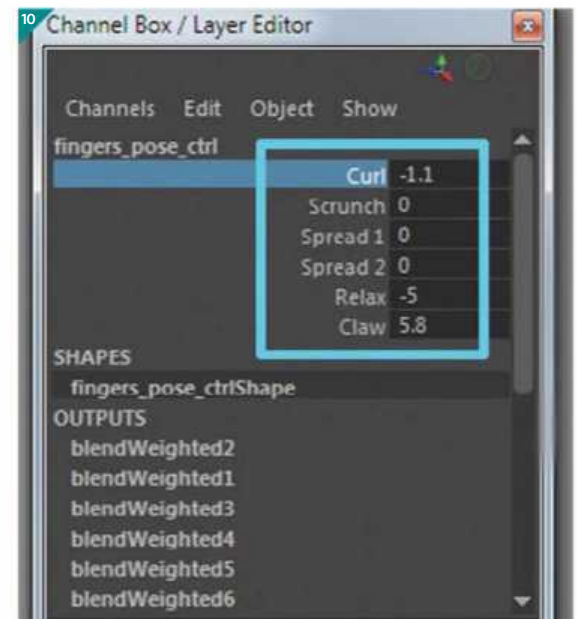 10
Channel Box / Layer Editor
Channels Edit Object Show
fingers_pose_ctrl
Curl -1.1
Scrunch 0
Spread 1 0
Spread 2 0
Relax -5
Claw 5.8
SHAPES
fingers_pose_ctrlShape
OUTPUTS
blendWeighted2
blendWeighted1
blendWeighted3
blendWeighted4
blendWeighted5
blendWeighted6